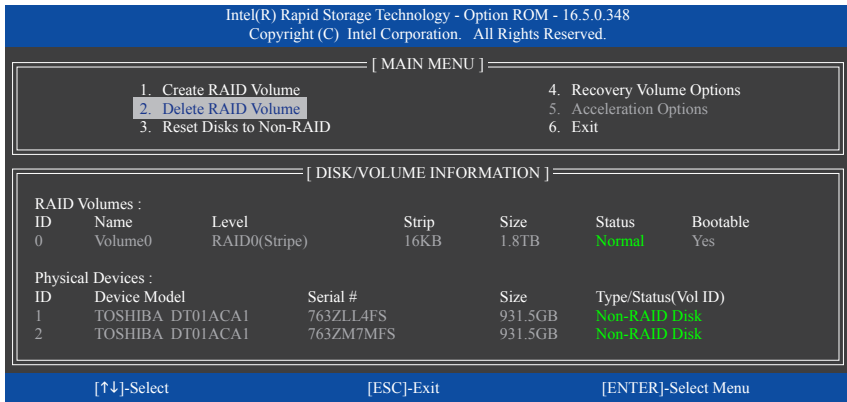 Intel(R) Rapid Storage Technology - Option ROM - 16.5.0.348
Copyright (C) Intel Corporation. All Rights Reserved.
[ MAIN MENU ]
1. Create RAID Volume 4. Recovery Volume Options
2. Delete RAID Volume 5. Acceleration Options
3. Reset Disks to Non-RAID 6. Exit
[ DISK/VOLUME INFORMATION ]
RAID Volumes :
ID Name Level Strip Size Status Bootable
0 Volume0 RAID0(Stripe) 16KB 1.8TB Normal Yes
Physical Devices :
ID Device Model Serial # Size Type/Status(Vol ID)
1 TOSHIBA DT01ACA1 763ZLL4FS 931.5GB Non-RAID Disk
2 TOSHIBA DT01ACA1 763ZM7MFS 931.5GB Non-RAID Disk
[↑↓]-Select [ESC]-Exit [ENTER]-Select Menu